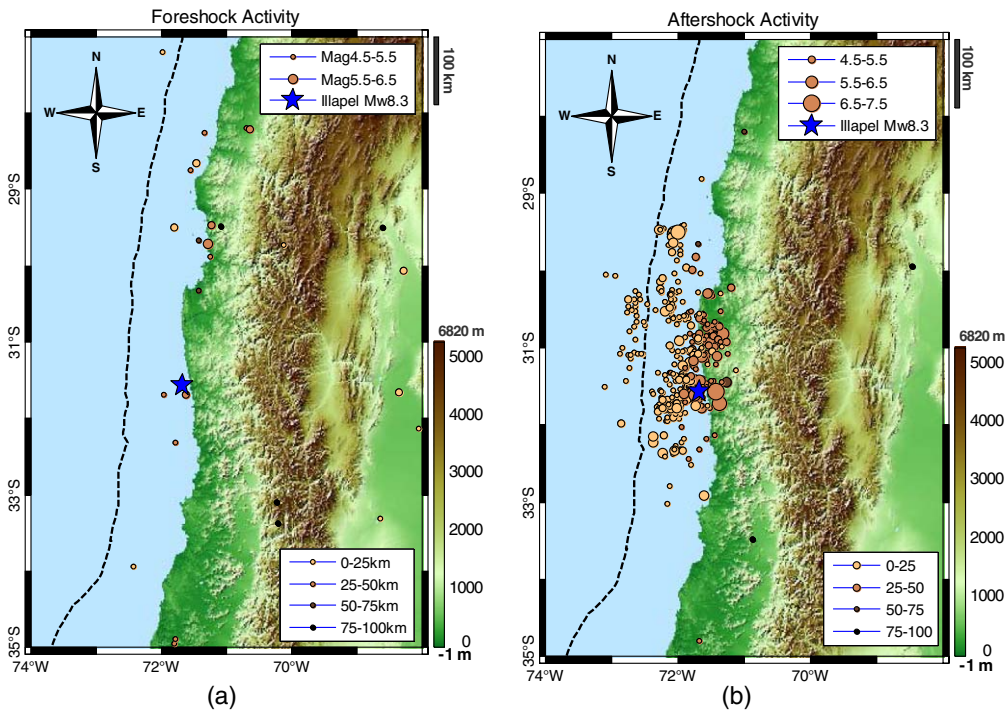 Foreshock Activity
N
W
E
S
Mag4.5-5.5
Mag5.5-6.5
Illapel Mw8.3
100 km
29°S
31°S
33°S
35°S
6820 m
5000
4000
3000
2000
1000
0
-1 m
0-25km
25-50km
50-75km
75-100km
74°W
72°W
70°W
(a)
Aftershock Activity
N
W
E
S
4.5-5.5
5.5-6.5
6.5-7.5
Illapel Mw8.3
100 km
29°S
31°S
33°S
35°S
6820 m
5000
4000
3000
2000
1000
0
-1 m
0-25
25-50
50-75
75-100
74°W
72°W
70°W
(b)